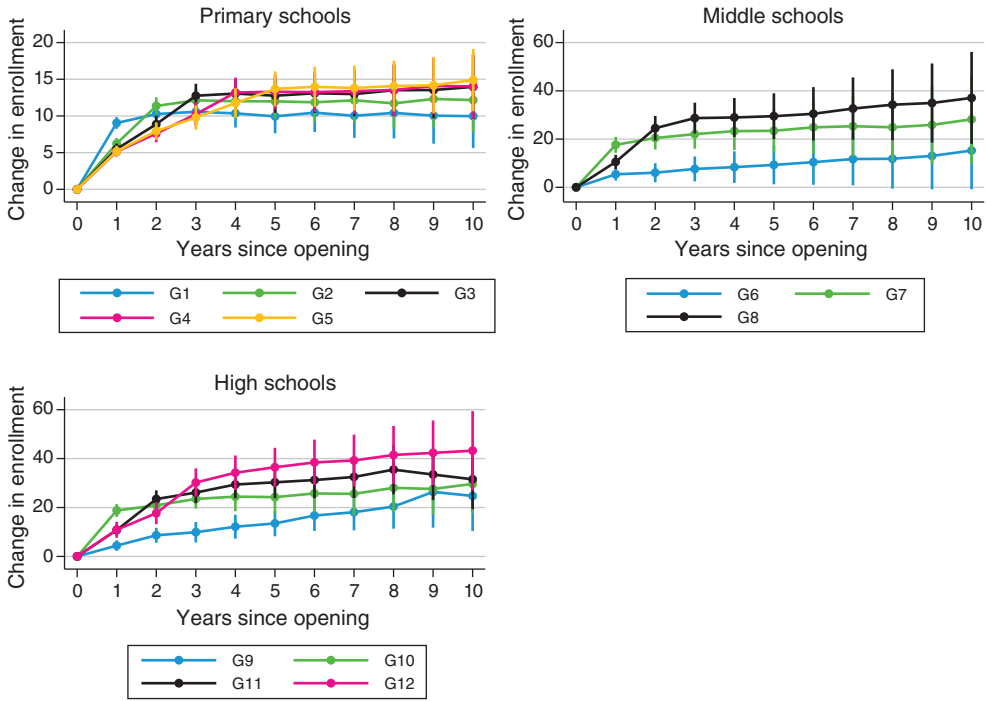 Primary schools
Change in enrollment
20
15
10
5
0
0 1 2 3 4 5 6 7 8 9 10
Years since opening
G1 G2 G3
G4 G5
Middle schools
Change in enrollment
60
40
20
0
0 1 2 3 4 5 6 7 8 9 10
Years since opening
G6 G7
G8
High schools
Change in enrollment
60
40
20
0
0 1 2 3 4 5 6 7 8 9 10
Years since opening
G9 G10
G11 G12